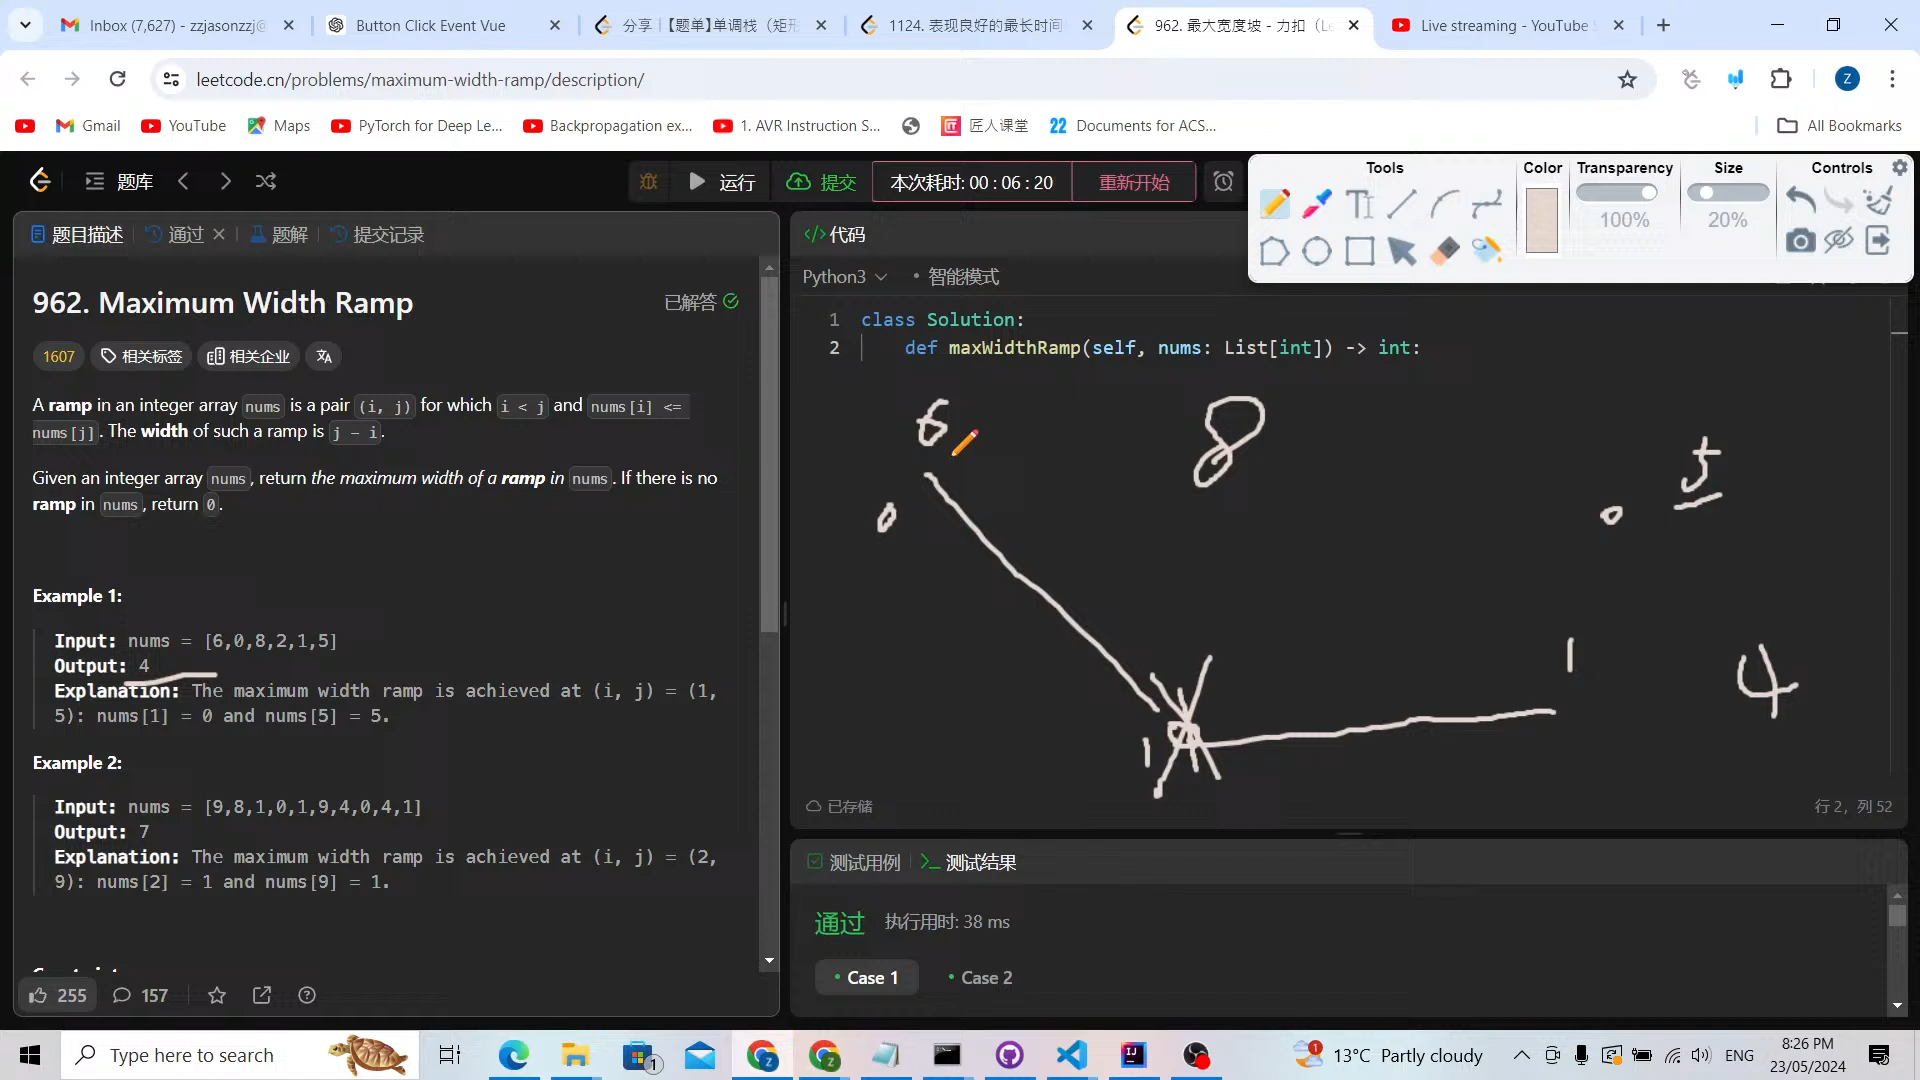 Inbox (7,627) - zzjasonzzj@
Button Click Event Vue
分享丨【题单】单调栈（矩形
1124. 表现良好的最长时间
962. 最大宽度坡 - 力扣（Le
Live streaming - YouTube S
leetcode.cn/problems/maximum-width-ramp/description/
Z
Gmail
YouTube
Maps
PyTorch for Deep Le...
Backpropagation ex...
1. AVR Instruction S...
匠人课堂
22 Documents for ACS...
All Bookmarks
题库
运行
提交
本次耗时: 00 : 06 : 20
重新开始
Tools
Color
Transparency
Size
Controls
100%
20%
题目描述
通过
题解
提交记录
962. Maximum Width Ramp
已解答
1607
相关标签
相关企业
A ramp in an integer array nums is a pair (i, j) for which i < j and nums[i] <=
nums[j]. The width of such a ramp is j - i.
Given an integer array nums, return the maximum width of a ramp in nums. If there is no
ramp in nums, return 0.
Example 1:
Input: nums = [6,0,8,2,1,5]
Output: 4
Explanation: The maximum width ramp is achieved at (i, j) = (1,
5): nums[1] = 0 and nums[5] = 5.
Example 2:
Input: nums = [9,8,1,0,1,9,4,0,4,1]
Output: 7
Explanation: The maximum width ramp is achieved at (i, j) = (2,
9): nums[2] = 1 and nums[9] = 1.
255
157
</>代码
Python3
智能模式
1 class Solution:
2 def maxWidthRamp(self, nums: List[int]) -> int:
6
8
5
0
0
1
4
1
已存储
行 2，列 52
测试用例
测试结果
通过
执行用时: 38 ms
Case 1
Case 2
Type here to search
1
1
13°C Partly cloudy
ENG
8:26 PM
23/05/2024